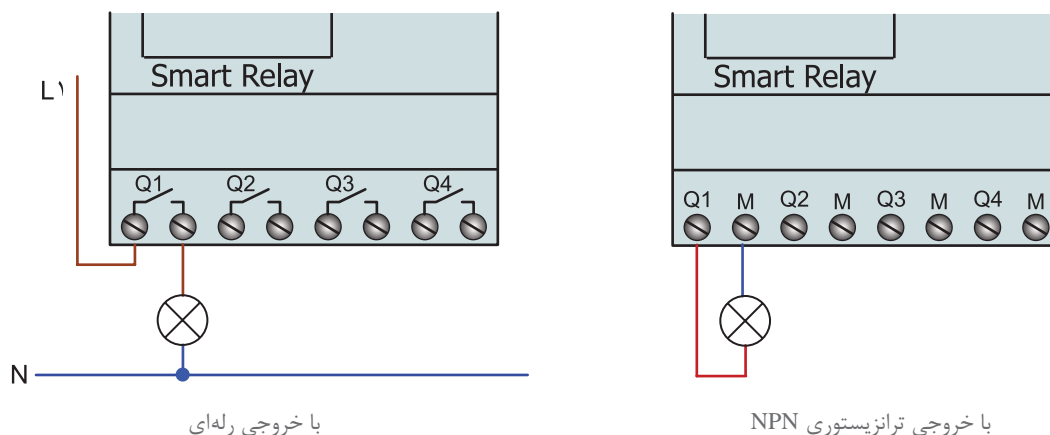 Smart Relay
L۱
Q1 Q2 Q3 Q4
N
با خروجی رله‌ای
Smart Relay
Q1 M Q2 M Q3 M Q4 M
با خروجی ترانزیستوری NPN